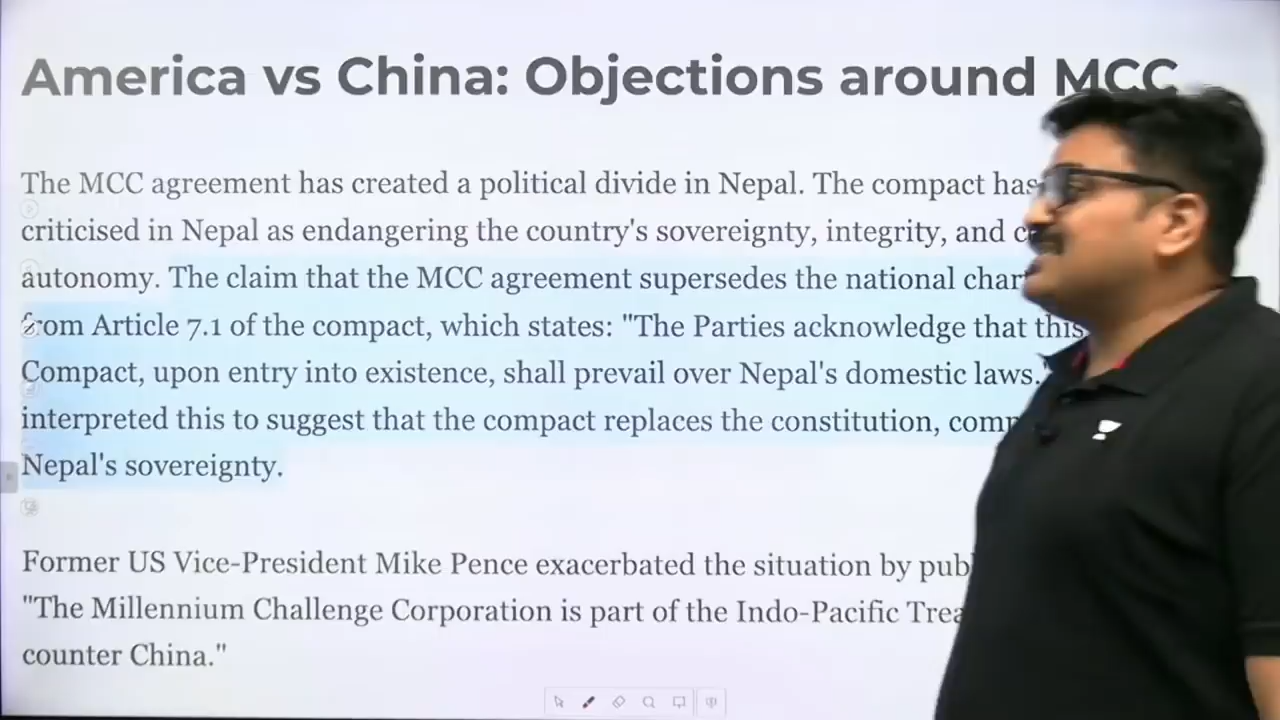 America vs China: Objections around MCC
The MCC agreement has created a political divide in Nepal. The compact has
criticised in Nepal as endangering the country's sovereignty, integrity, and
autonomy. The claim that the MCC agreement supersedes the national
from Article 7.1 of the compact, which states: "The Parties acknowledge that this
Compact, upon entry into existence, shall prevail over Nepal's domestic laws.
interpreted this to suggest that the compact replaces the constitution,
Nepal's sovereignty.
Former US Vice-President Mike Pence exacerbated the situation by
"The Millennium Challenge Corporation is part of the Indo-Pacific
counter China."